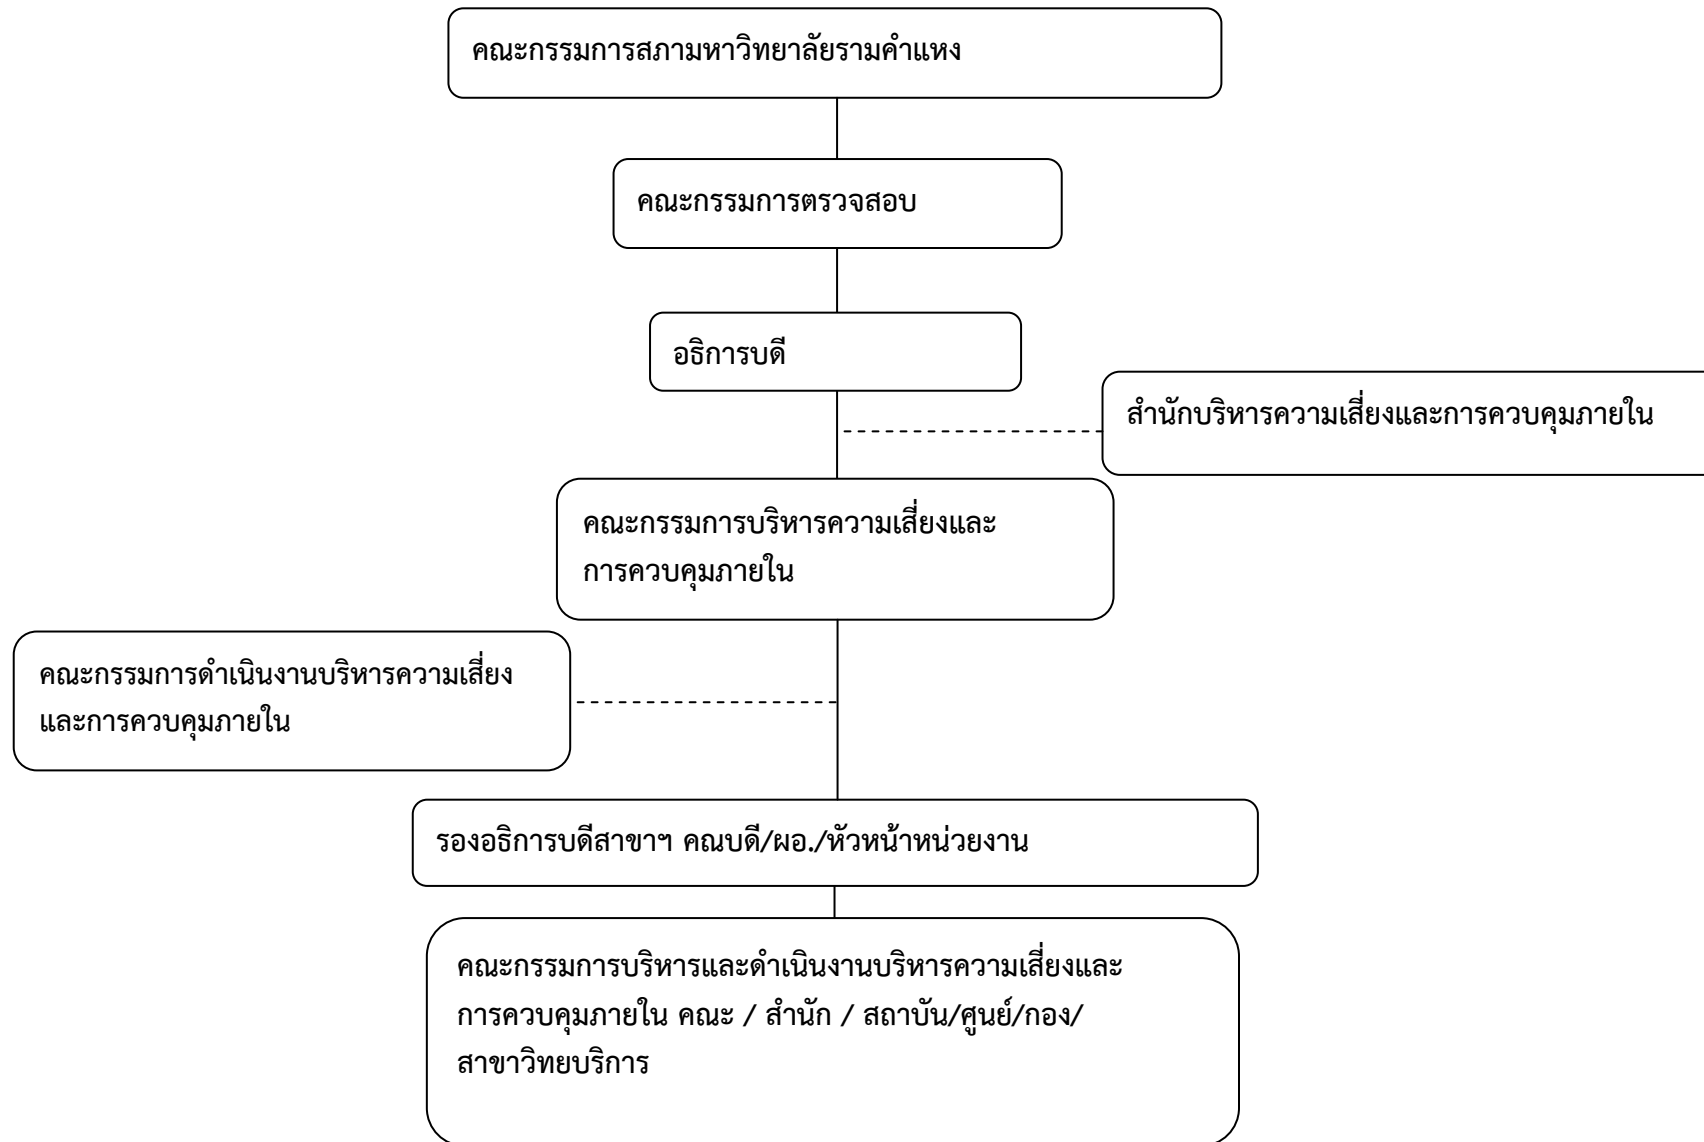 คณะกรรมการสภามหาวิทยาลัยรามคำแหง
คณะกรรมการตรวจสอบ
อธิการบดี
สำนักบริหารความเสี่ยงและการควบคุมภายใน
คณะกรรมการบริหารความเสี่ยงและ
การควบคุมภายใน
คณะกรรมการดำเนินงานบริหารความเสี่ยง
และการควบคุมภายใน
รองอธิการบดีสาขาฯ คณบดี/ผอ./หัวหน้าหน่วยงาน
คณะกรรมการบริหารและดำเนินงานบริหารความเสี่ยงและ
การควบคุมภายใน คณะ / สำนัก / สถาบัน/ศูนย์/กอง/
สาขาวิทยบริการ